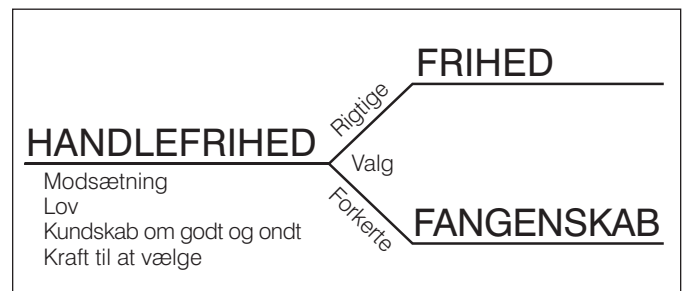 FRIHED
Rigtige
HANDLEFRIHED
Valg
Modsætning
Lov
Kundskab om godt og ondt
Kraft til at vælge
Forkerte
FANGENSKAB